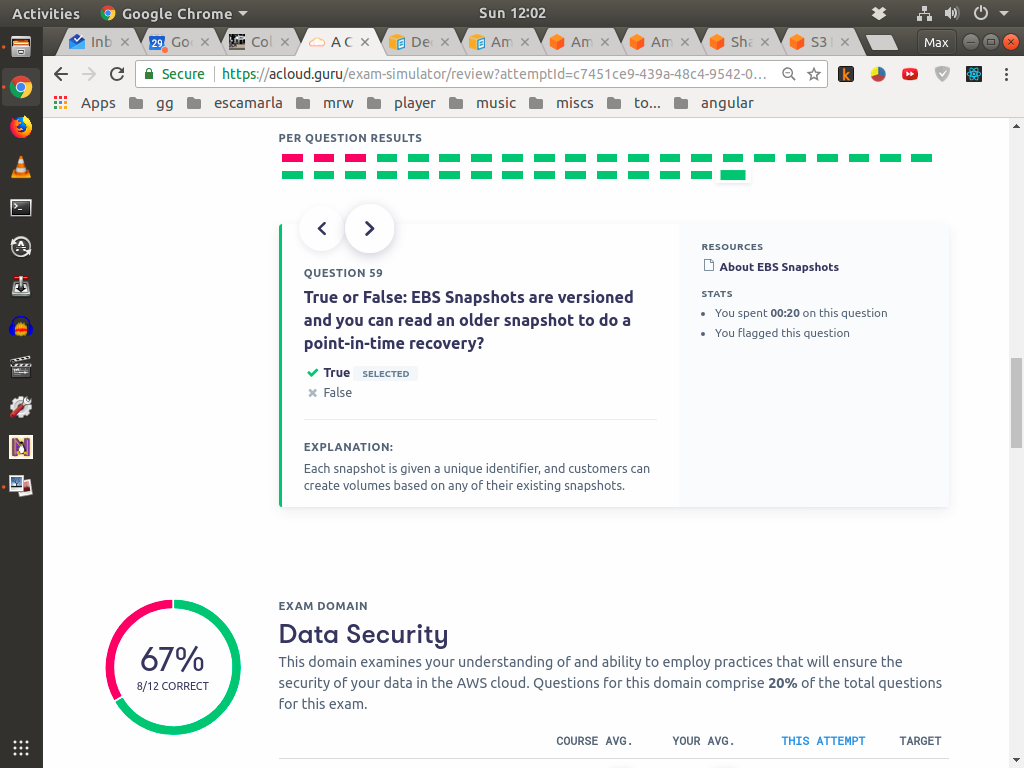 Activities Google Chrome Sun 12:02
Inb 29 Go Col A C De Am Am Am Sha S3 Max
Secure https://acloud.guru/exam-simulator/review?attemptId=c7451ce9-439a-48c4-9542-0...
Apps gg escamarla mrw player music miscs to... angular
PER QUESTION RESULTS
QUESTION 59
True or False: EBS Snapshots are versioned
and you can read an older snapshot to do a
point-in-time recovery?
True SELECTED
False
EXPLANATION:
Each snapshot is given a unique identifier, and customers can
create volumes based on any of their existing snapshots.
RESOURCES
About EBS Snapshots
STATS
• You spent 00:20 on this question
• You flagged this question
67%
8/12 CORRECT
EXAM DOMAIN
Data Security
This domain examines your understanding of and ability to employ practices that will ensure the
security of your data in the AWS cloud. Questions for this domain comprise 20% of the total questions
for this exam.
COURSE AVG. YOUR AVG. THIS ATTEMPT TARGET